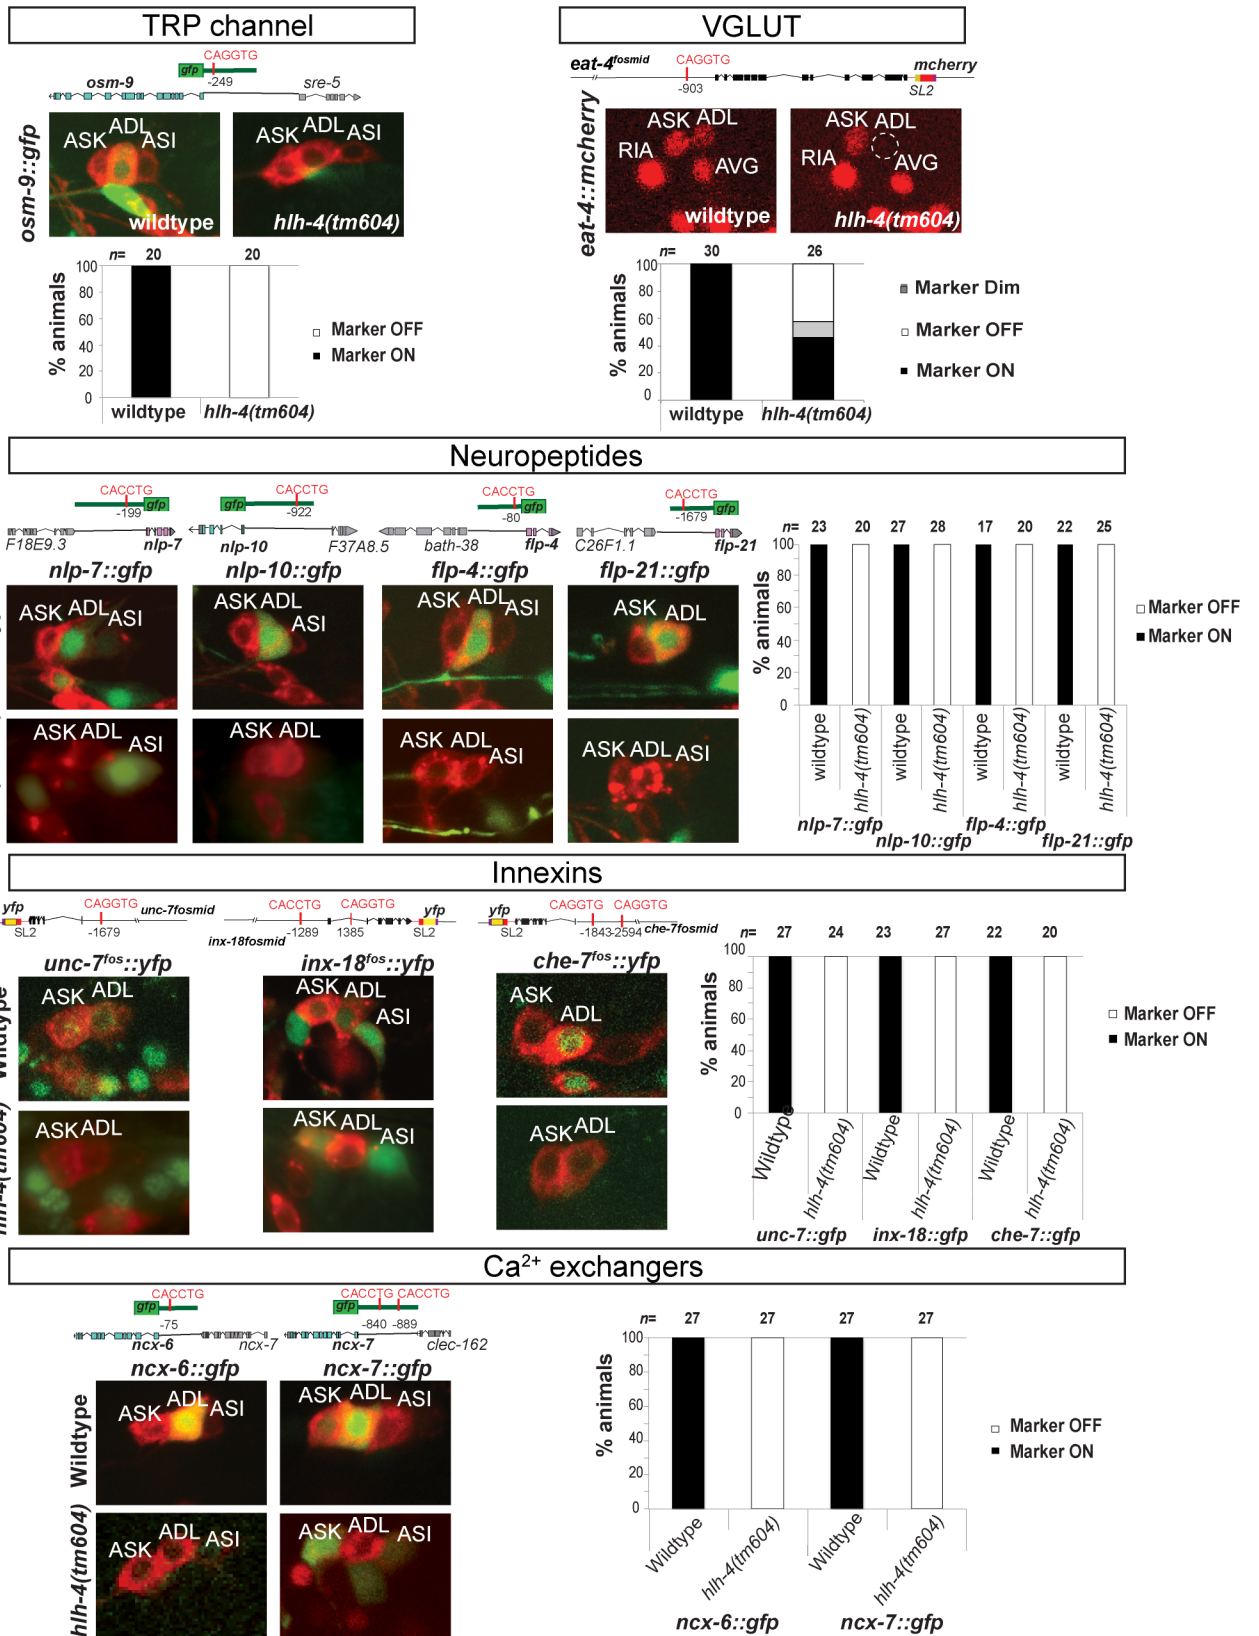 TRP channel
CAGGTG
gfp
-249
osm-9
sre-5
osm-9::gfp
ASK ADL ASI
wildtype
ASK ADL ASI
hlh-4(tm604)
n= 20 20
% animals
100
80
60
40
20
0
wildtype hlh-4(tm604)
Marker OFF
Marker ON
VGLUT
eat-4fosmid
CAGGTG
-903
mcherry
SL2
eat-4::mcherry
ASK ADL
RIA
AVG
wildtype
ASK ADL
RIA
AVG
hlh-4(tm604)
n= 30 26
% animals
100
80
60
40
20
0
wildtype hlh-4(tm604)
Marker Dim
Marker OFF
Marker ON
Neuropeptides
CACCTG
-199
gfp
F18E9.3
nlp-7
gfp
CACCTG
-922
nlp-10
F37A8.5
CACCTG
-80
gfp
bath-38
flp-4
CACCTG
-1679
gfp
C26F1.1
flp-21
nlp-7::gfp nlp-10::gfp flp-4::gfp flp-21::gfp
ASK ADL ASI
ASK ADL ASI
ASK ADL ASI
ASK ADL
ASK ADL ASI
ASK ADL
ASK ADL ASI
ASK ADL ASI
n= 23 20 27 28 17 20 22 25
% animals
100
80
60
40
20
0
wildtype hlh-4(tm604) wildtype hlh-4(tm604) wildtype hlh-4(tm604) wildtype hlh-4(tm604)
nlp-7::gfp nlp-10::gfp flp-4::gfp flp-21::gfp
Marker OFF
Marker ON
Innexins
yfp
SL2
CAGGTG
-1679
unc-7fosmid
CACCTG
-1289
CAGGTG
1385
inx-18fosmid
yfp
SL2
yfp
SL2
CAGGTG CAGGTG
-1843 -2594
che-7fosmid
unc-7fos::yfp inx-18fos::yfp che-7fos::yfp
Wildtype
ASK ADL
ASK ADL ASI
ASK ADL
hlh-4(tm604)
ASK ADL
ASK ADL ASI
ASK ADL
n= 27 24 23 27 22 20
% animals
100
80
60
40
20
0
Wildtype hlh-4(tm604) Wildtype hlh-4(tm604) Wildtype hlh-4(tm604)
unc-7::gfp inx-18::gfp che-7::gfp
Marker OFF
Marker ON
Ca2+ exchangers
CACCTG
gfp
-75
ncx-6
ncx-7
CACCTG CACCTG
gfp
-840 -889
ncx-7
clec-162
ncx-6::gfp ncx-7::gfp
Wildtype
ASK ADL ASI
ASK ADL ASI
hlh-4(tm604)
ASK ADL ASI
ASK ADL ASI
n= 27 27 27 27
% animals
100
80
60
40
20
0
Wildtype hlh-4(tm604) Wildtype hlh-4(tm604)
ncx-6::gfp ncx-7::gfp
Marker OFF
Marker ON